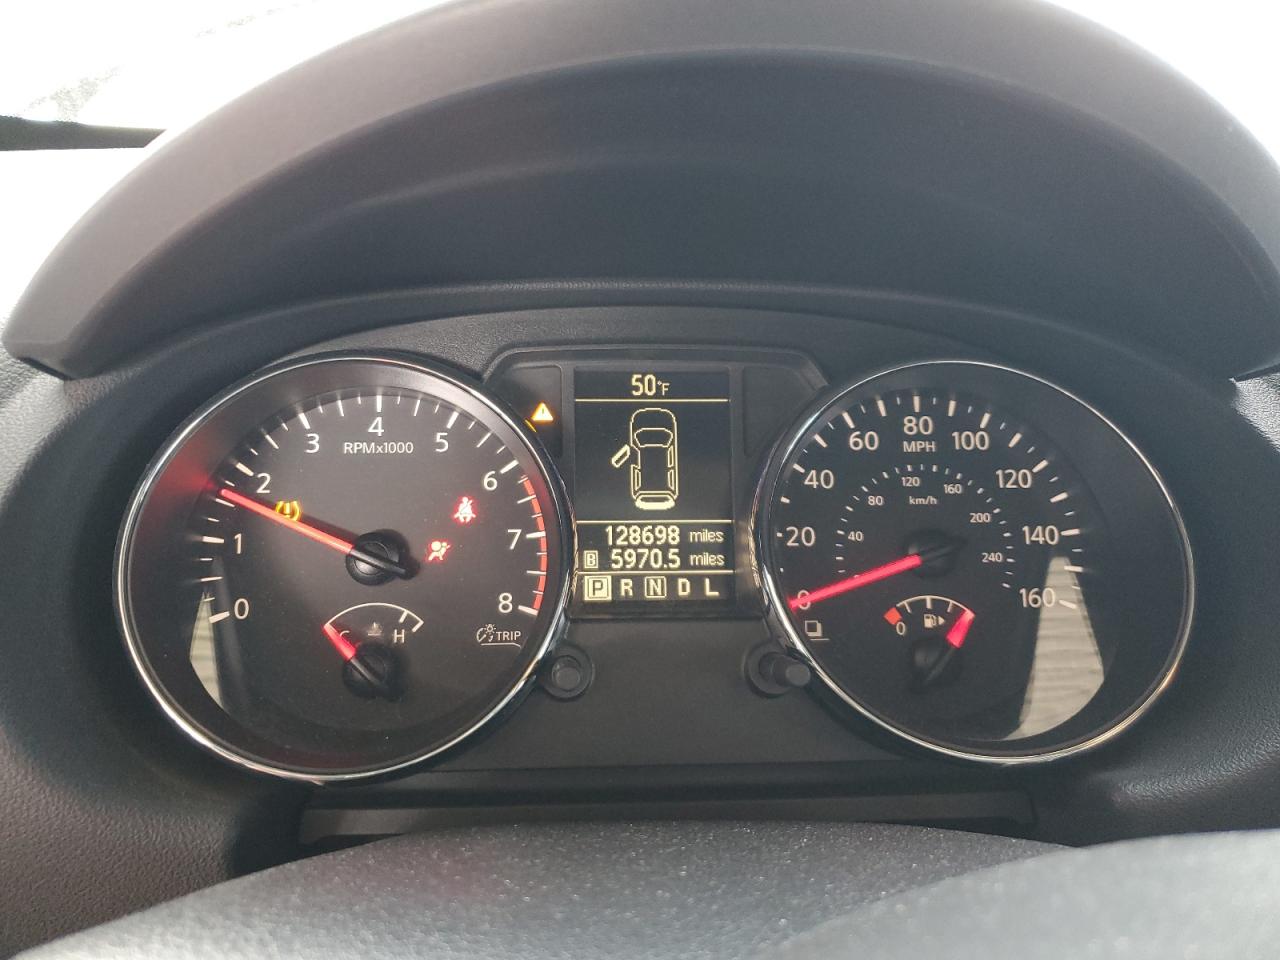 50°F
128698 miles
B 5970.5 miles
P R N D L
0 1 2 3 4 5 6 7 8
RPMx1000
C H
TRIP
0 20 40 60 80 100 120 140 160
MPH
40 80 120 160 200 240
km/h
0